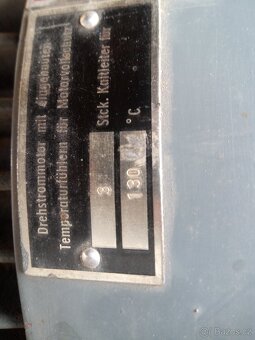 Drehstrommotor mit eingebauten
Temperaturfühlern für Motorvollschutz
3 Stck. Kaltleiter für
130 °C